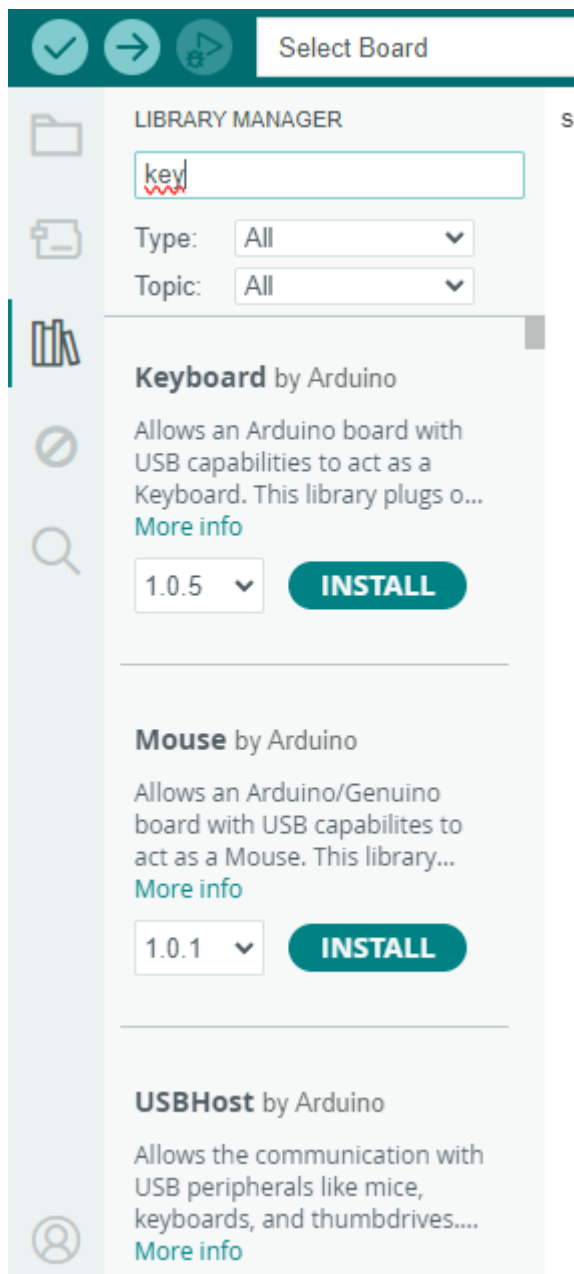 Select Board
LIBRARY MANAGER
s
key
Type: All
Topic: All
Keyboard by Arduino
Allows an Arduino board with
USB capabilities to act as a
Keyboard. This library plugs o...
More info
1.0.5 INSTALL
Mouse by Arduino
Allows an Arduino/Genuino
board with USB capabilites to
act as a Mouse. This library...
More info
1.0.1 INSTALL
USBHost by Arduino
Allows the communication with
USB peripherals like mice,
keyboards, and thumbdrives....
More info